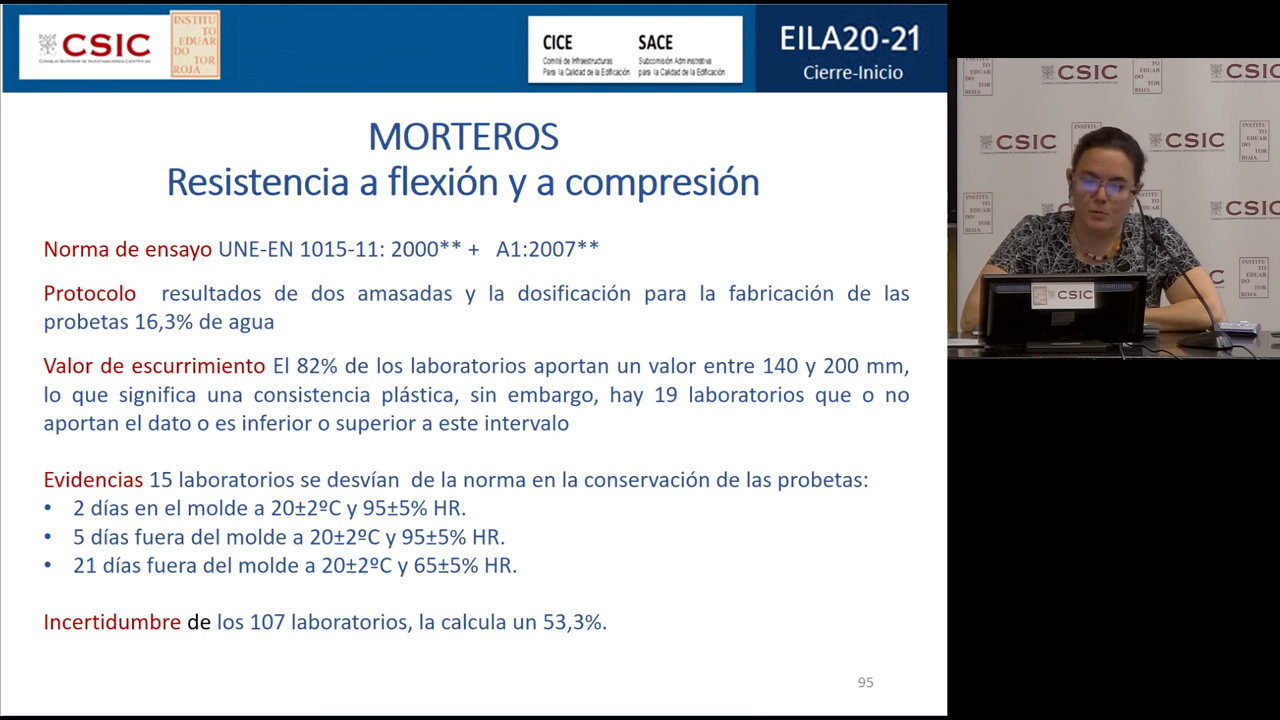 CSIC
CONSEJO SUPERIOR DE INVESTIGACIONES CIENTÍFICAS
INSTITU
TO
EDUAR
DO
TOR
ROJA
CICE
Comité de Infraestructuras
Para la Calidad de la Edificación
SACE
Subcomisión Administrativa
para la Calidad de la Edificación
EILA20-21
Cierre-Inicio
MORTEROS
Resistencia a flexión y a compresión
Norma de ensayo UNE-EN 1015-11: 2000** + A1:2007**
Protocolo resultados de dos amasadas y la dosificación para la fabricación de las
probetas 16,3% de agua
Valor de escurrimiento El 82% de los laboratorios aportan un valor entre 140 y 200 mm,
lo que significa una consistencia plástica, sin embargo, hay 19 laboratorios que o no
aportan el dato o es inferior o superior a este intervalo
Evidencias 15 laboratorios se desvían de la norma en la conservación de las probetas:
• 2 días en el molde a 20±2ºC y 95±5% HR.
• 5 días fuera del molde a 20±2ºC y 95±5% HR.
• 21 días fuera del molde a 20±2ºC y 65±5% HR.
Incertidumbre de los 107 laboratorios, la calcula un 53,3%.
95
CSIC
CSIC
CSIC
CSIC
CSIC
CSIC
CSIC
CSIC